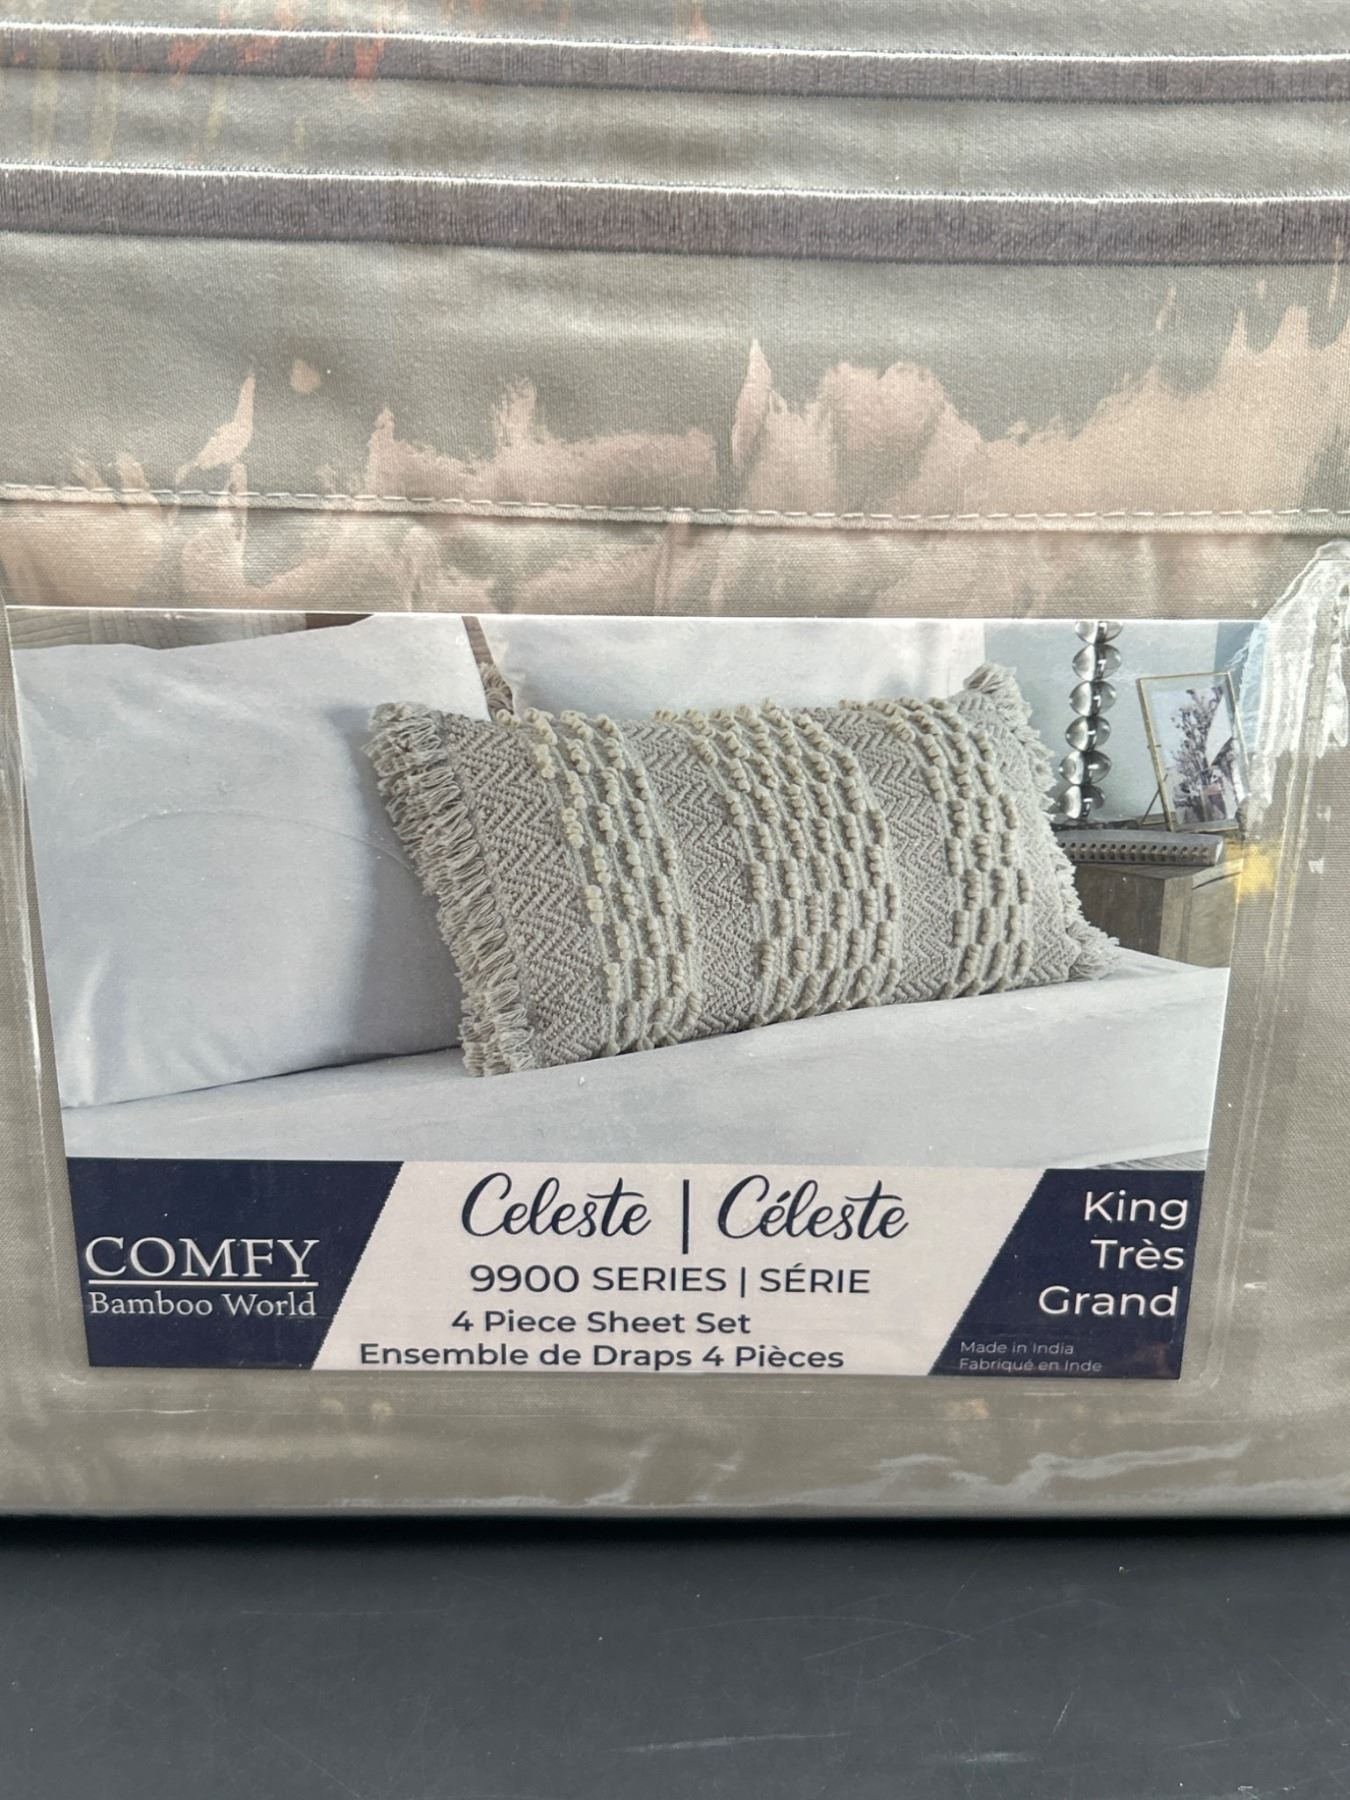 Celeste | Céleste
9900 SERIES | SÉRIE
4 Piece Sheet Set
Ensemble de Draps 4 Pièces
COMFY
Bamboo World
King
Très
Grand
Made in India
Fabriqué en Inde